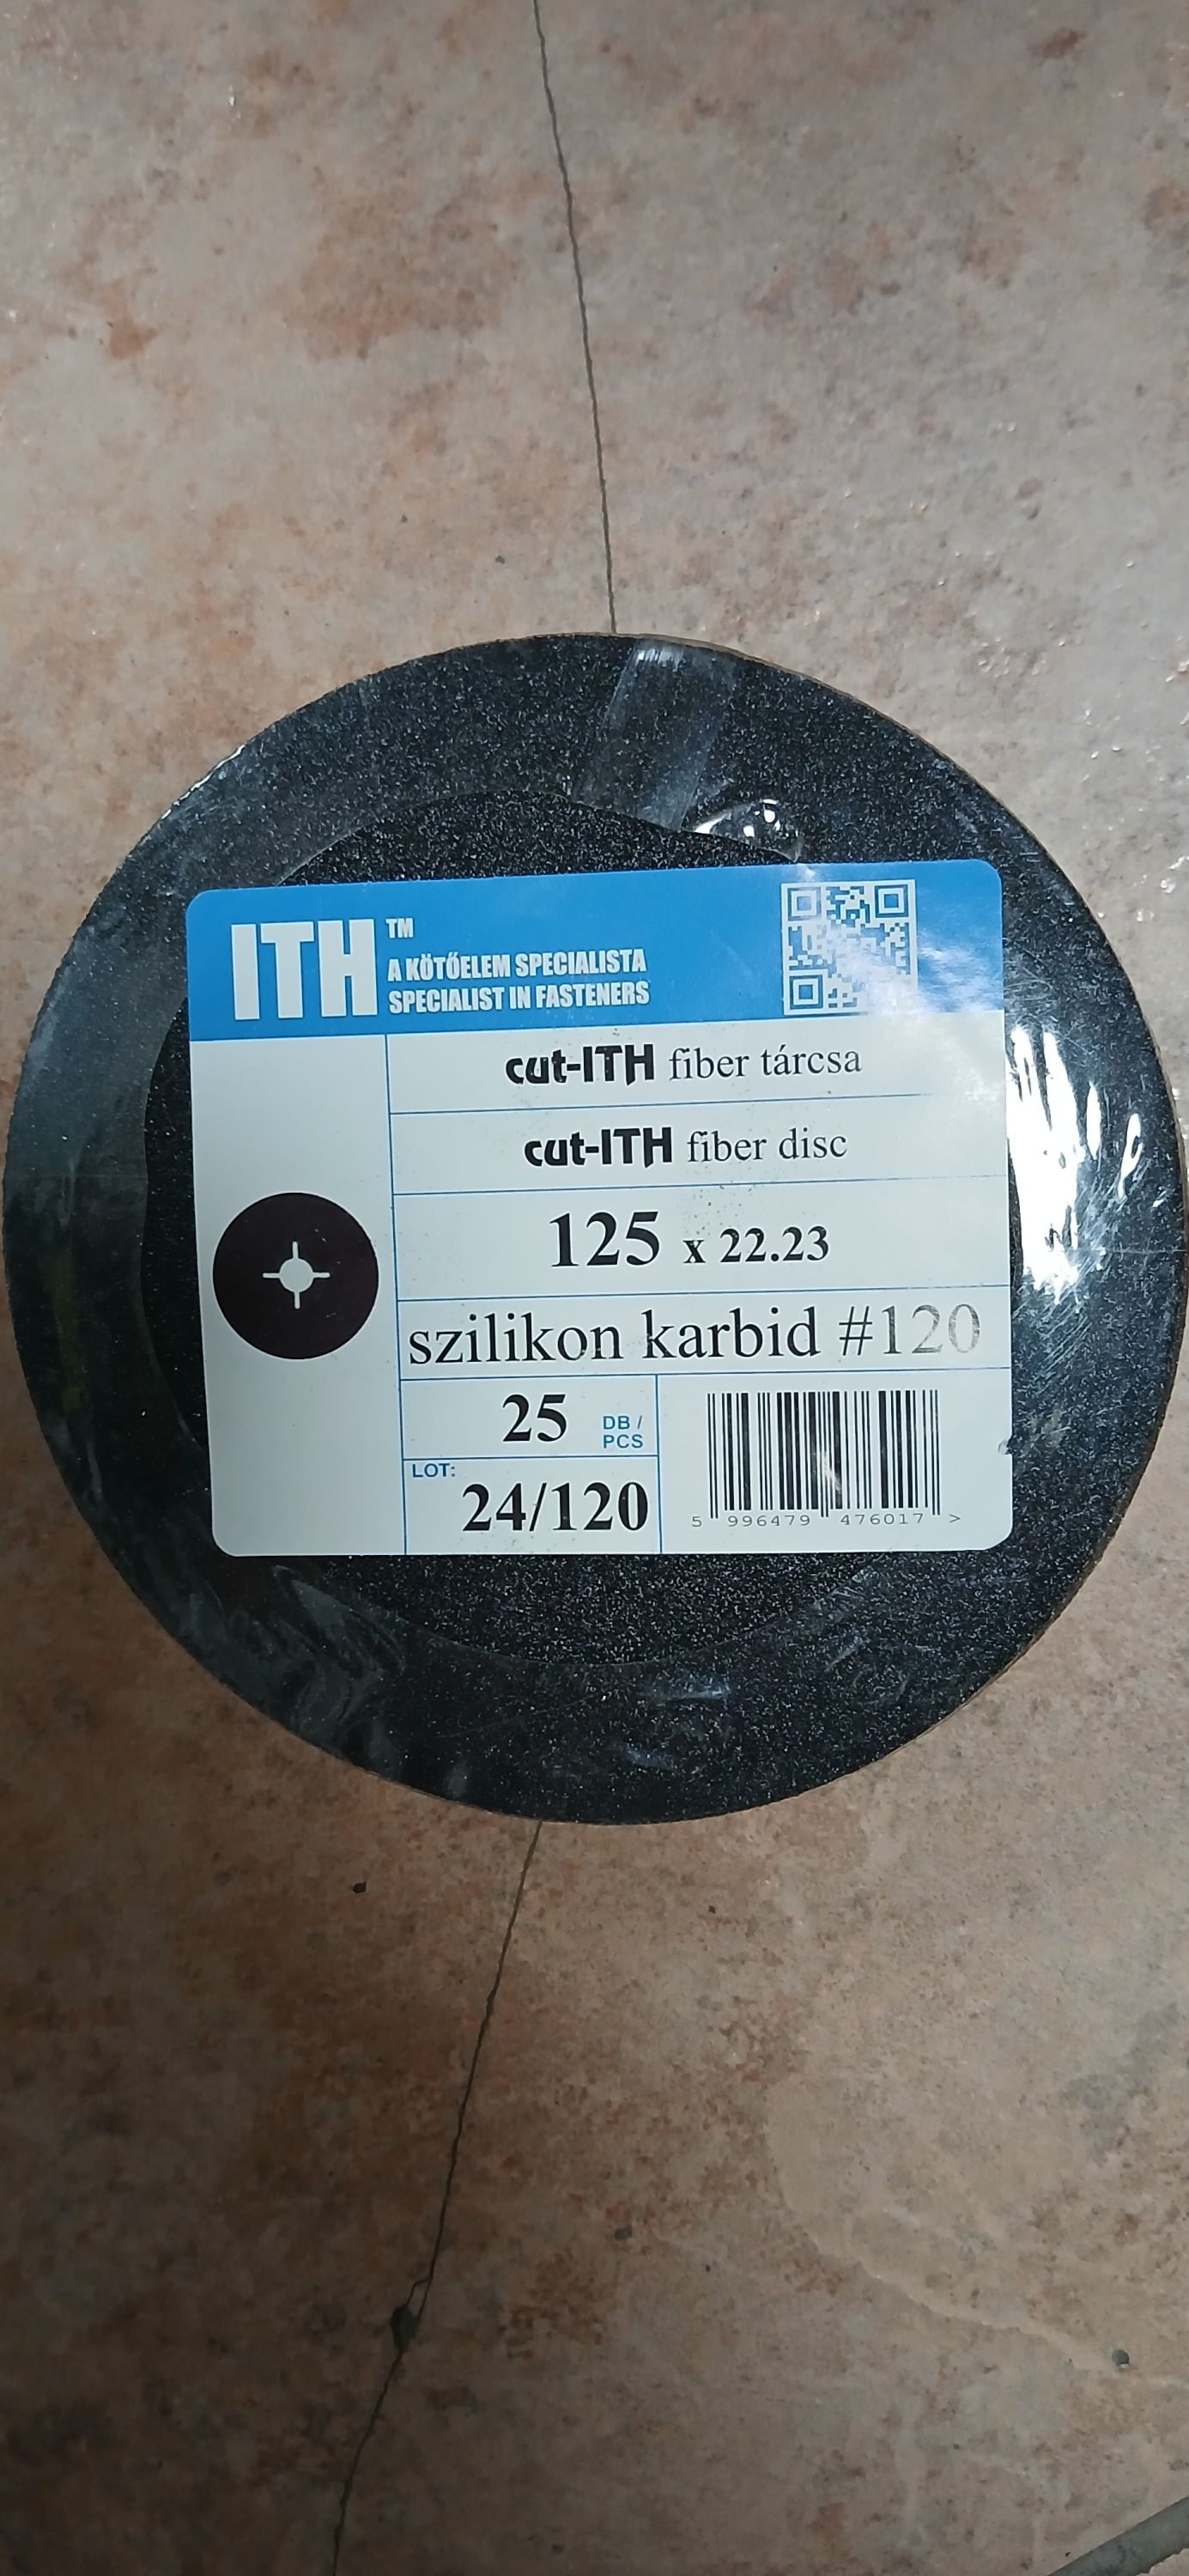 ITH™
A KÖTŐELEM SPECIALISTA
SPECIALIST IN FASTENERS
cut-ITH fiber tárcsa
cut-ITH fiber disc
125 x 22.23
szilikon karbid #120
25 DB / PCS
LOT:
24/120
5 996479 476017 >